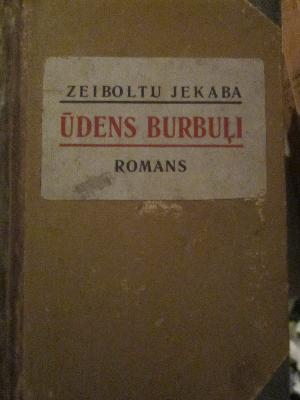 ZEIBOLTU JEKABA
ŪDENS BURBUĻI
ROMANS